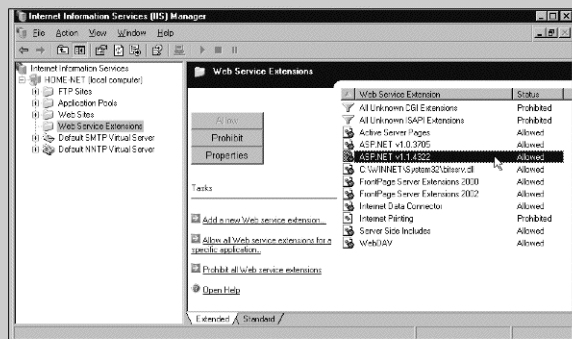 Internet Information Services (IIS) Manager
File Action View Window Help
Internet Information Services
HOME-NET (local computer)
FTP Sites
Application Pools
Web Sites
Web Service Extensions
Default SMTP Virtual Server
Default NNTP Virtual Server
Web Service Extensions
Allow
Prohibit
Properties
Tasks
Add a new Web service extension...
Allow all Web service extensions for a
specific application...
Prohibit all Web service extensions
Open Help
Web Service Extension Status
All Unknown CGI Extensions Prohibited
All Unknown ISAPI Extensions Prohibited
Active Server Pages Allowed
ASP.NET v1.0.3705 Allowed
ASP.NET v1.1.4322 Allowed
C:\WINNET\System32\bitsrv.dll Allowed
FrontPage Server Extensions 2000 Allowed
FrontPage Server Extensions 2002 Allowed
Internet Data Connector Allowed
Internet Printing Prohibited
Server Side Includes Allowed
WebDAV Allowed
Extended Standard